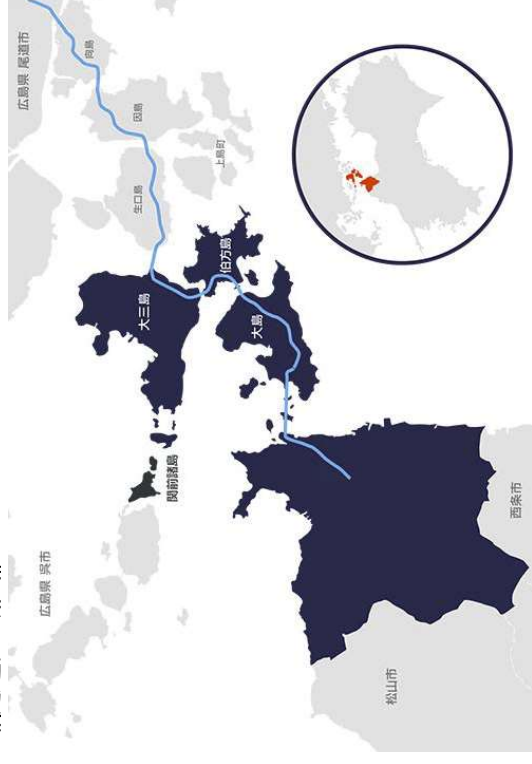 広島県 尾道市
向島
因島
上島町
生口島
大三島
伯方島
大島
関前諸島
広島県 呉市
西条市
松山市